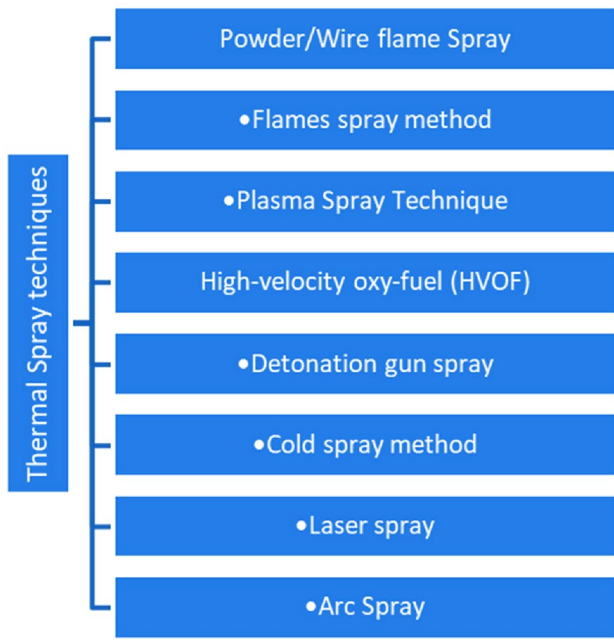 Thermal Spray techniques
Powder/Wire flame Spray
•Flames spray method
•Plasma Spray Technique
High-velocity oxy-fuel (HVOF)
•Detonation gun spray
•Cold spray method
•Laser spray
•Arc Spray